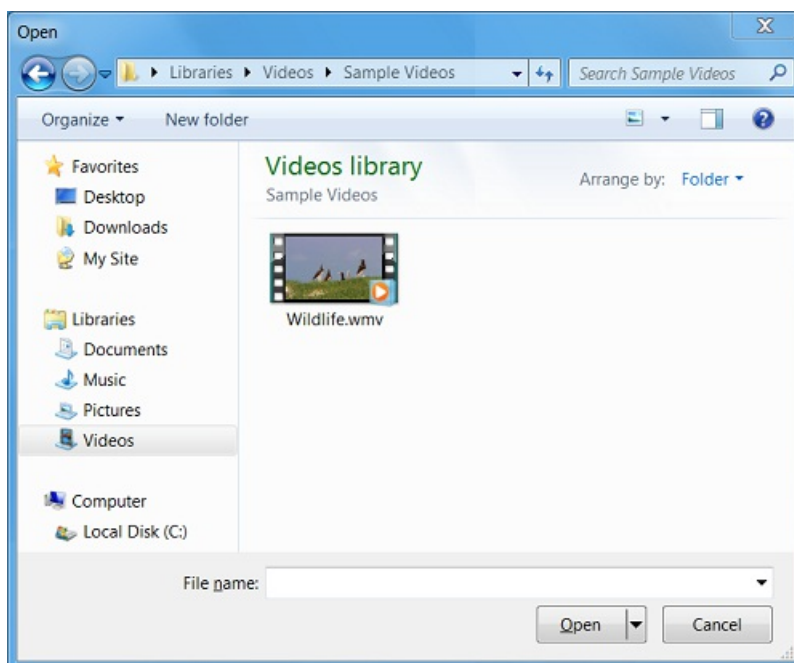 Open
Libraries Videos Sample Videos
Search Sample Videos
Organize New folder
Favorites
Desktop
Downloads
My Site
Libraries
Documents
Music
Pictures
Videos
Computer
Local Disk (C:)
Videos library
Sample Videos
Arrange by: Folder
Wildlife.wmv
File name:
Open
Cancel